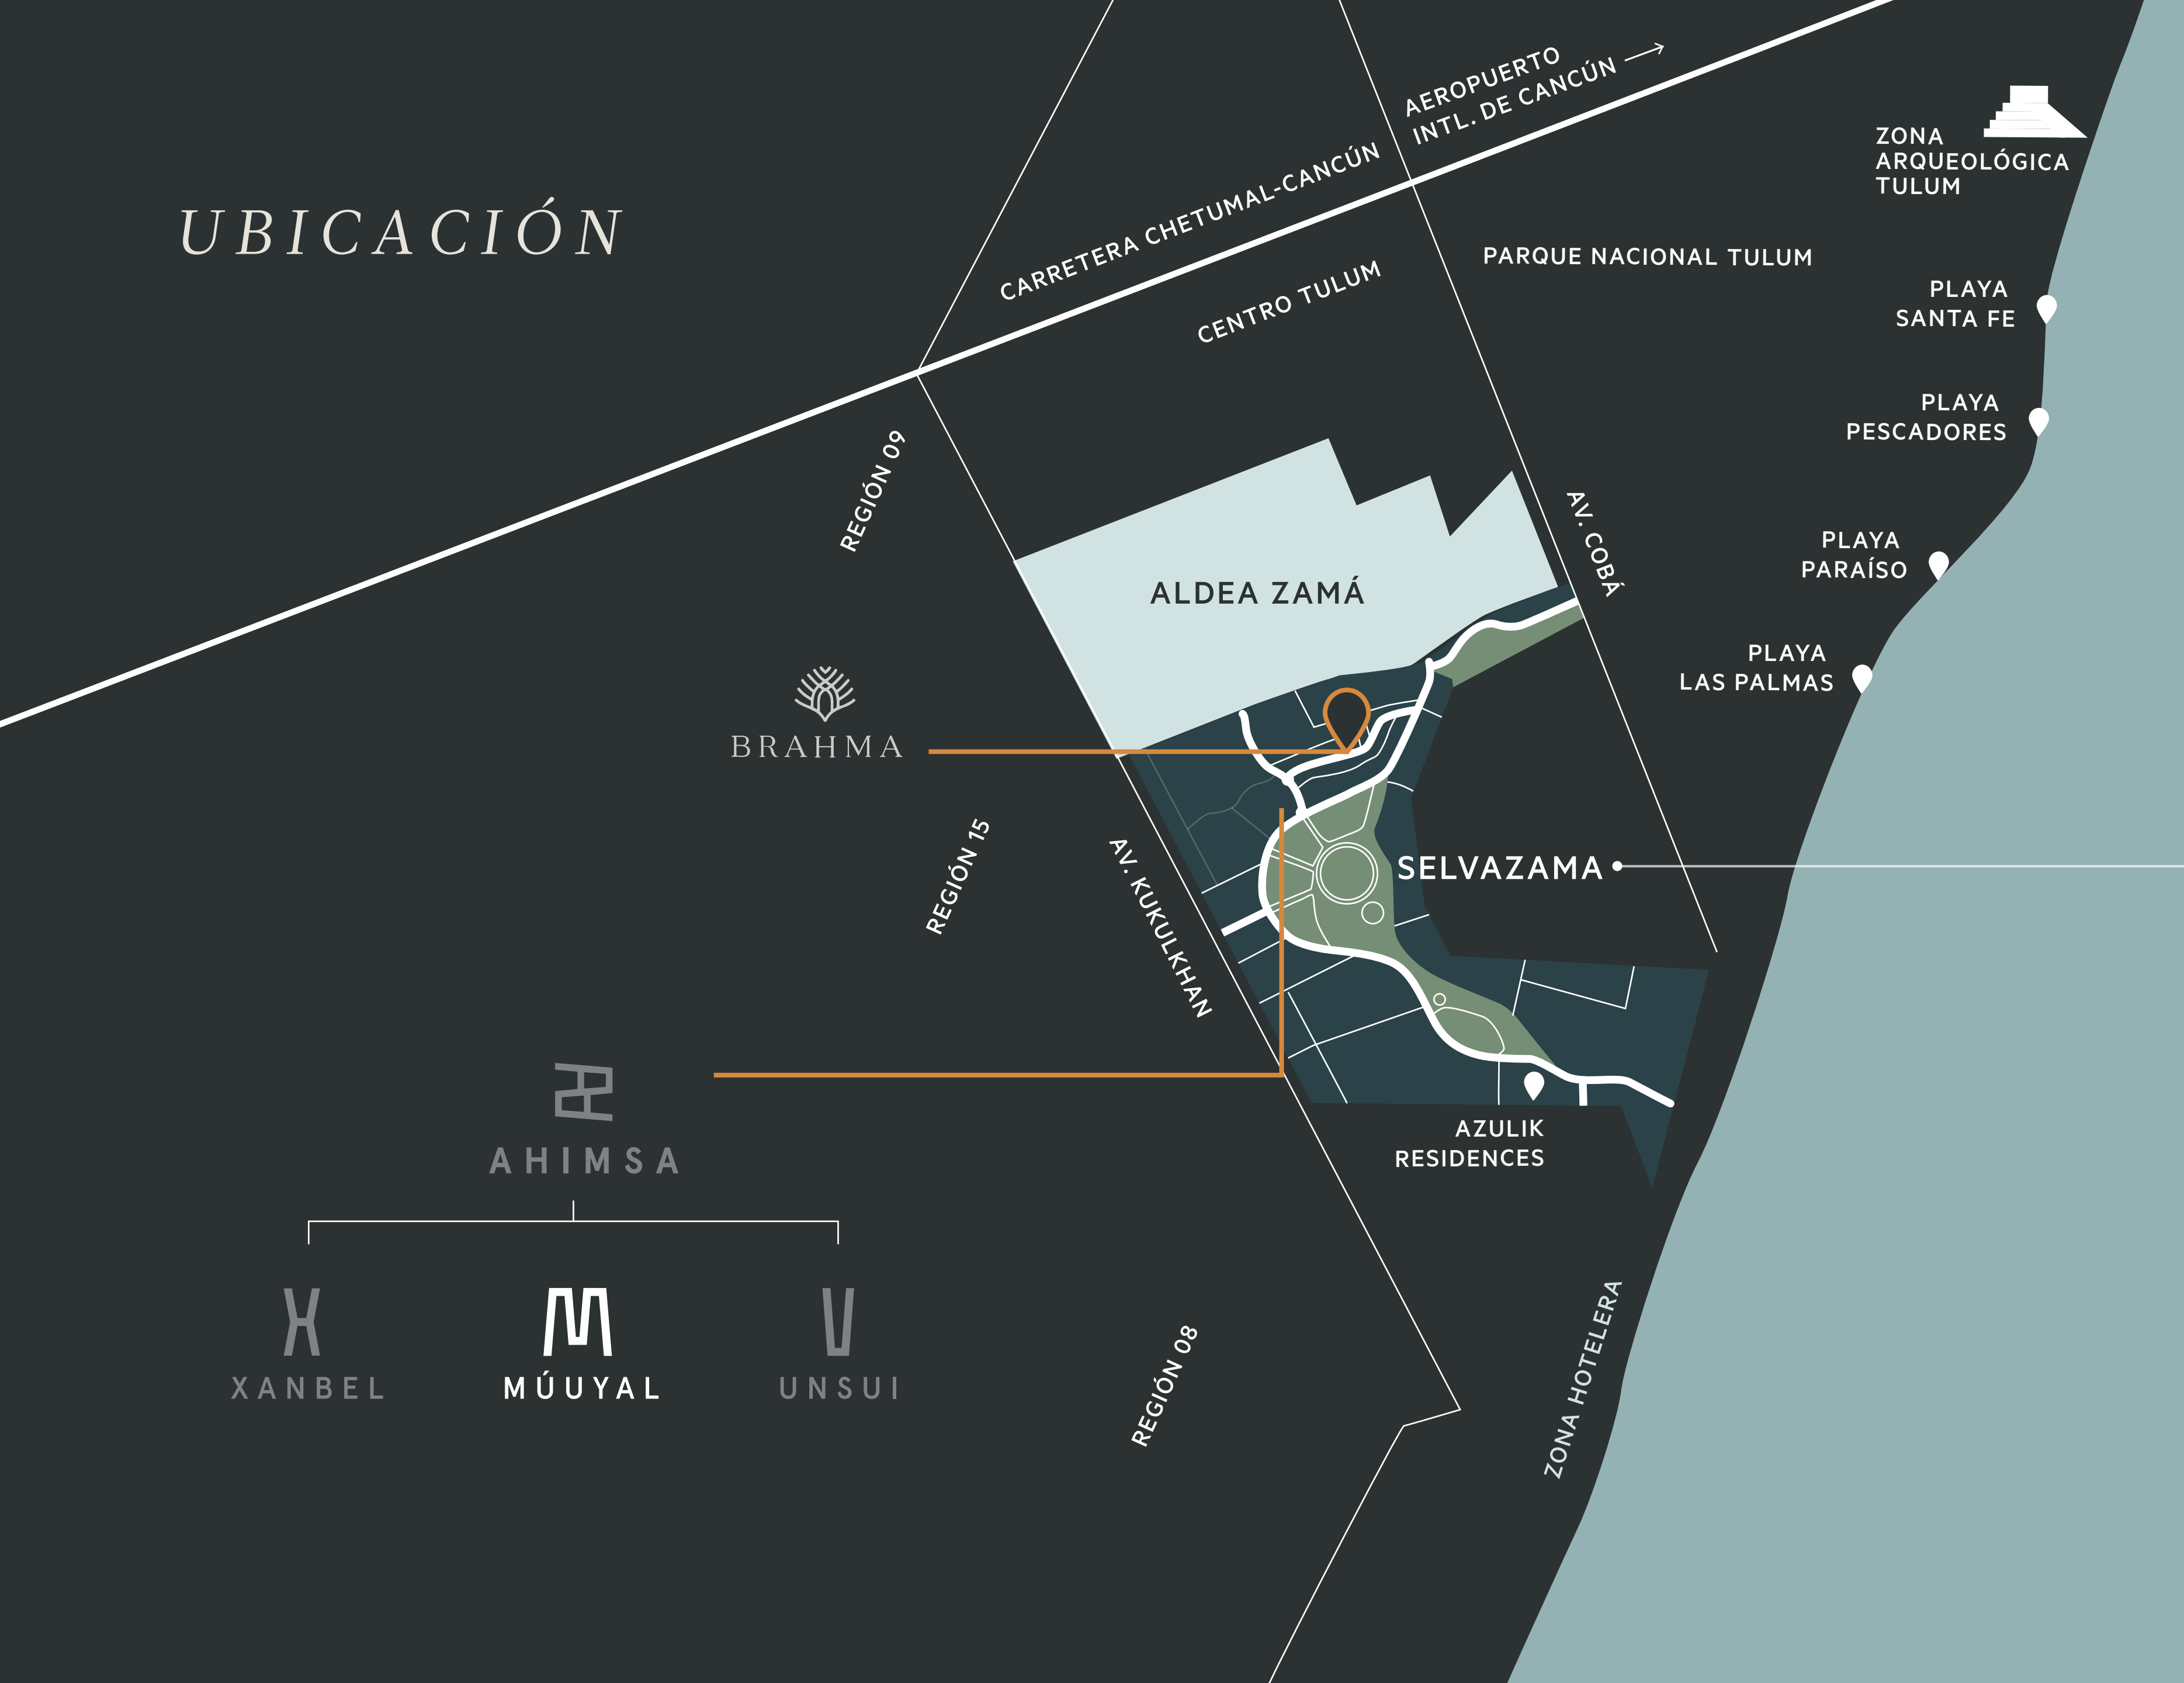 UBICACIÓN
AEROPUERTO
INTL. DE CANCÚN
CARRETERA CHETUMAL-CANCÚN
CENTRO TULUM
ZONA
ARQUEOLÓGICA
TULUM
PARQUE NACIONAL TULUM
PLAYA
SANTA FE
PLAYA
PESCADORES
REGIÓN 09
AV. COBÁ
PLAYA
PARAÍSO
ALDEA ZAMÁ
PLAYA
LAS PALMAS
BRAHMA
REGIÓN 15
AV. KUKULKHAN
SELVAZAMA
AZULIK
RESIDENCES
AHIMSA
XANBEL
MÚUYAL
UNSUI
REGIÓN 08
ZONA HOTELERA